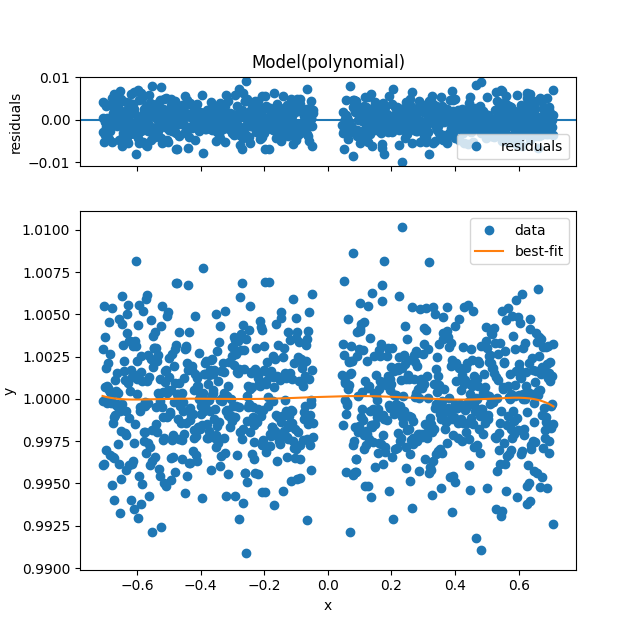 Model(polynomial)
0.01
0.00
−0.01
residuals
residuals
1.0100
1.0075
1.0050
1.0025
1.0000
0.9975
0.9950
0.9925
0.9900
y
data
best-fit
−0.6 −0.4 −0.2 0.0 0.2 0.4 0.6
x